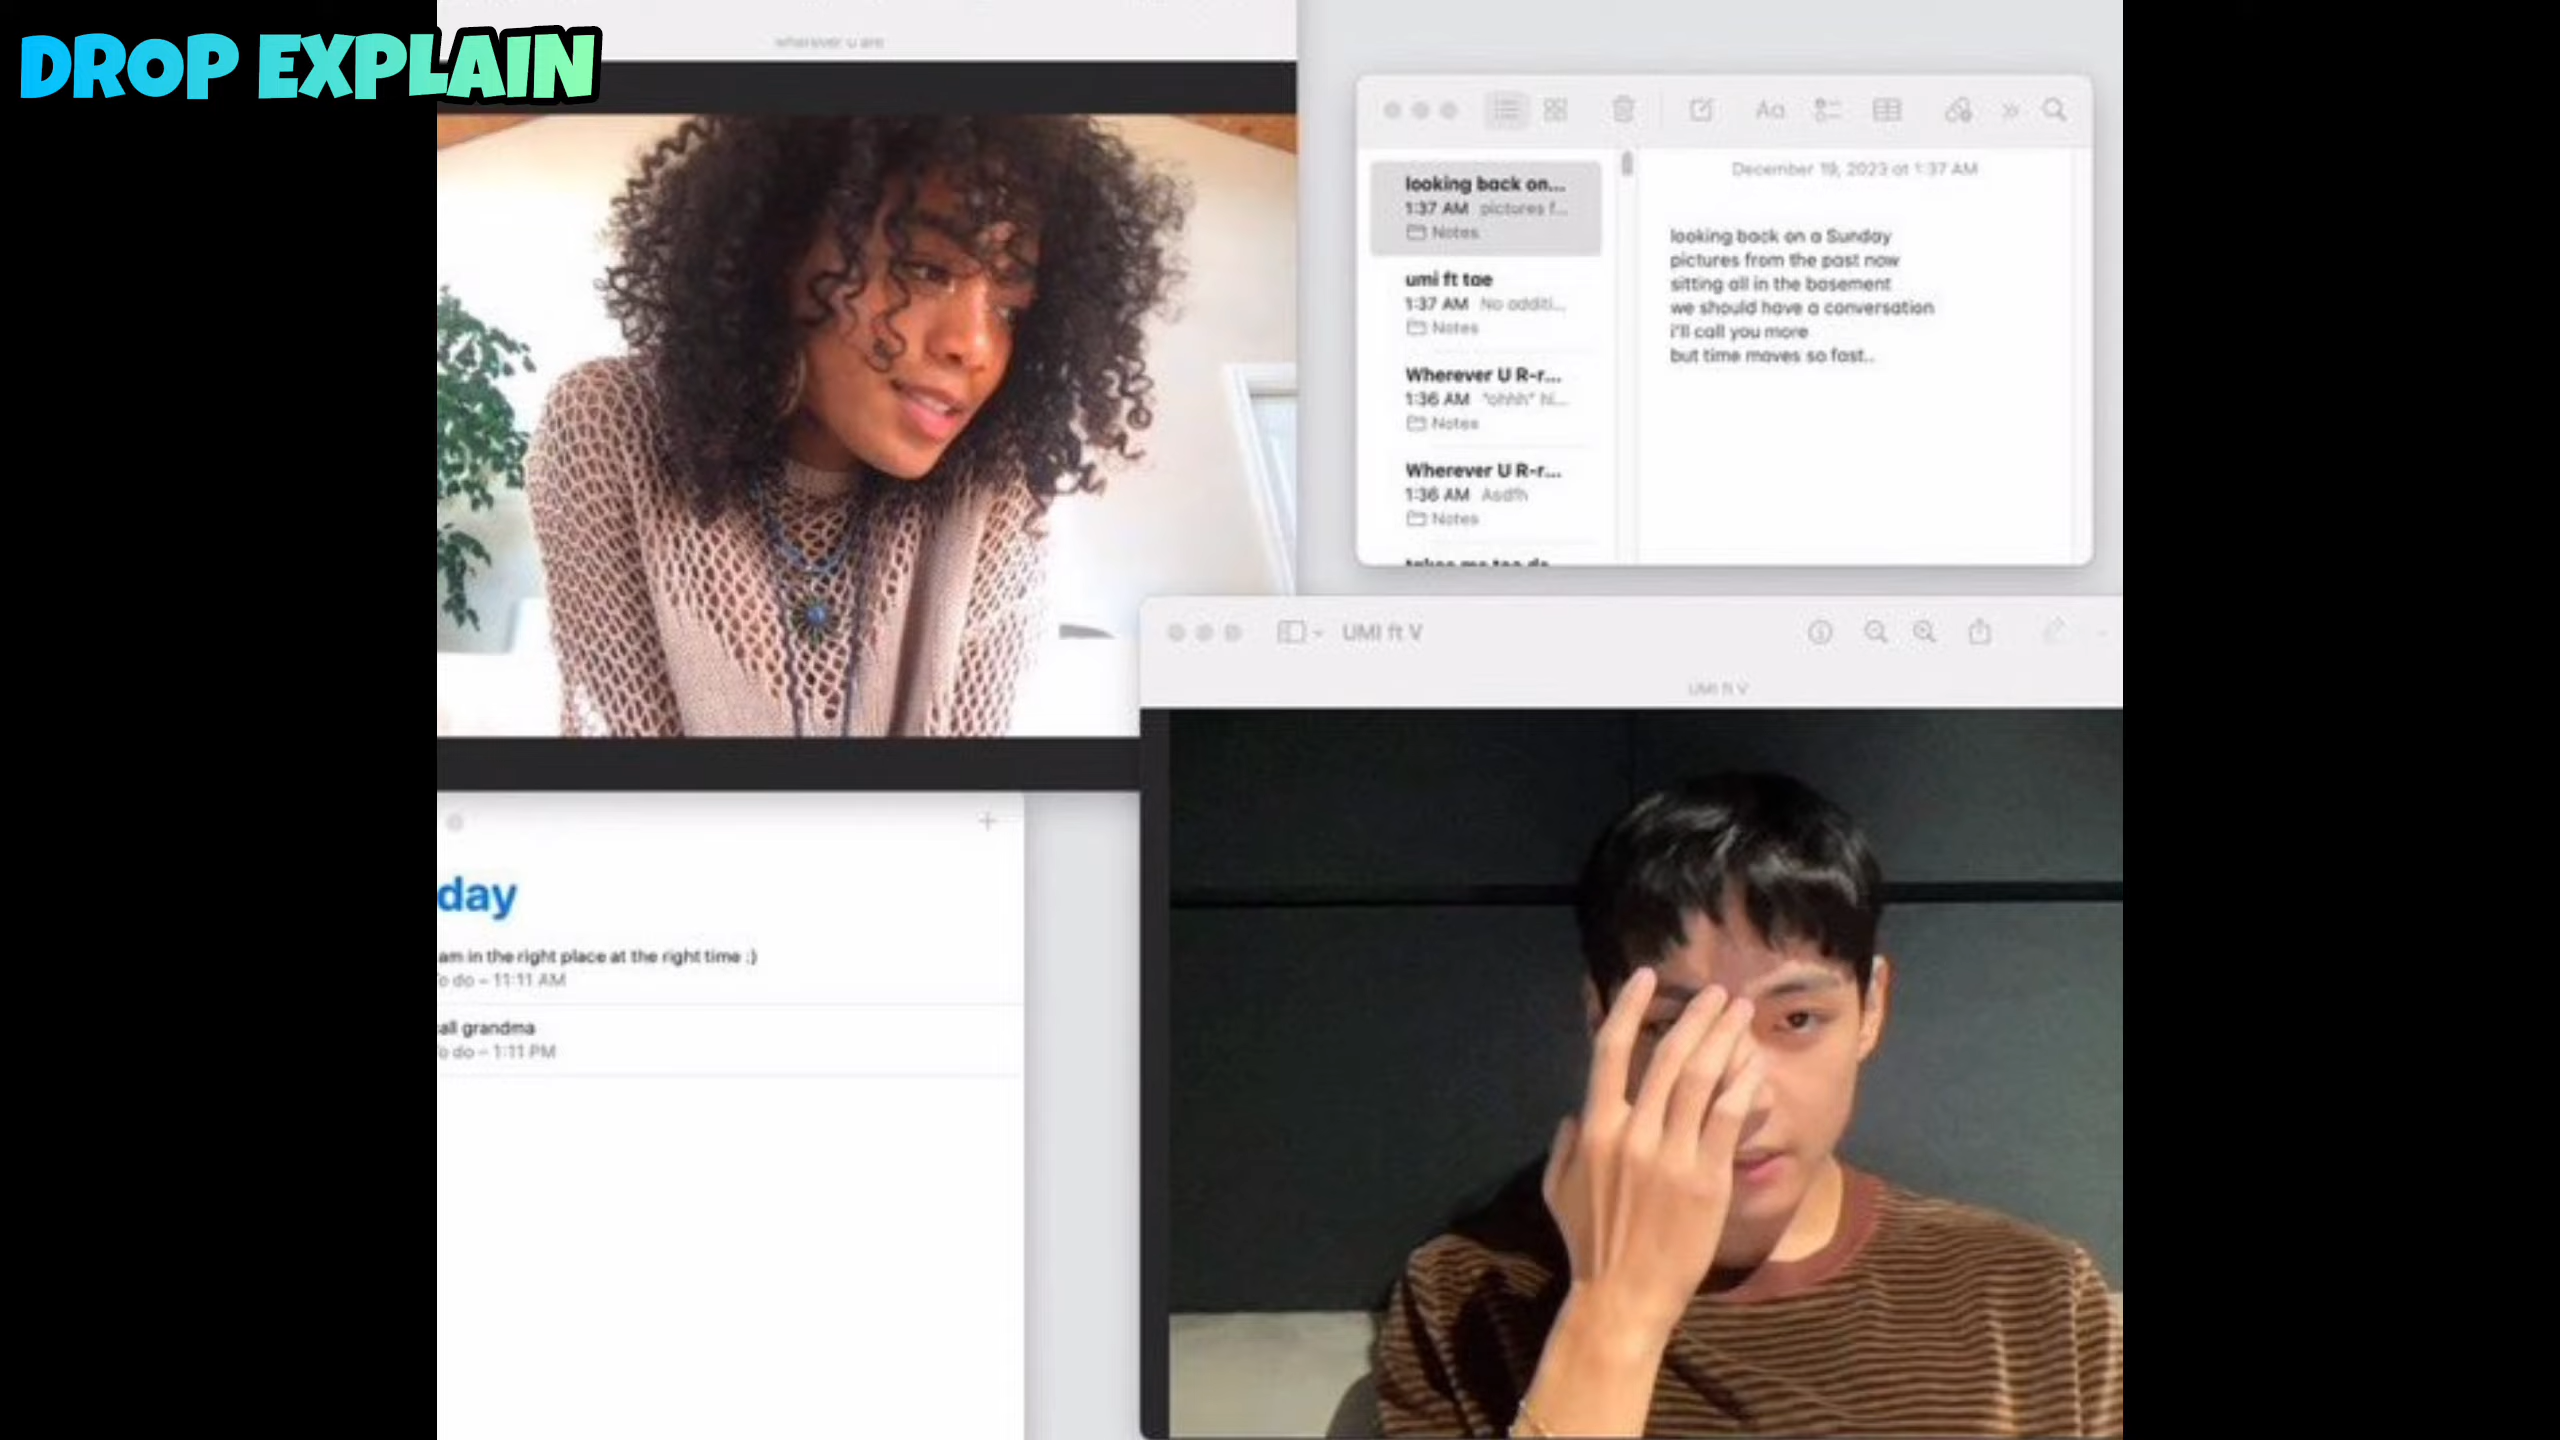 DROP EXPLAIN
wherever u are
looking back on...
1:37 AM pictures f...
Notes
umi ft tae
1:37 AM No additi...
Notes
Wherever U R-r...
1:36 AM "ohhh" hi...
Notes
Wherever U R-r...
1:36 AM Asdfh
Notes
Aa
December 19, 2023 at 1:37 AM
looking back on a Sunday
pictures from the past now
sitting all in the basement
we should have a conversation
i'll call you more
but time moves so fast..
UMI ft V
UMI ft V
day
am in the right place at the right time :)
o do – 11:11 AM
all grandma
o do – 1:11 PM